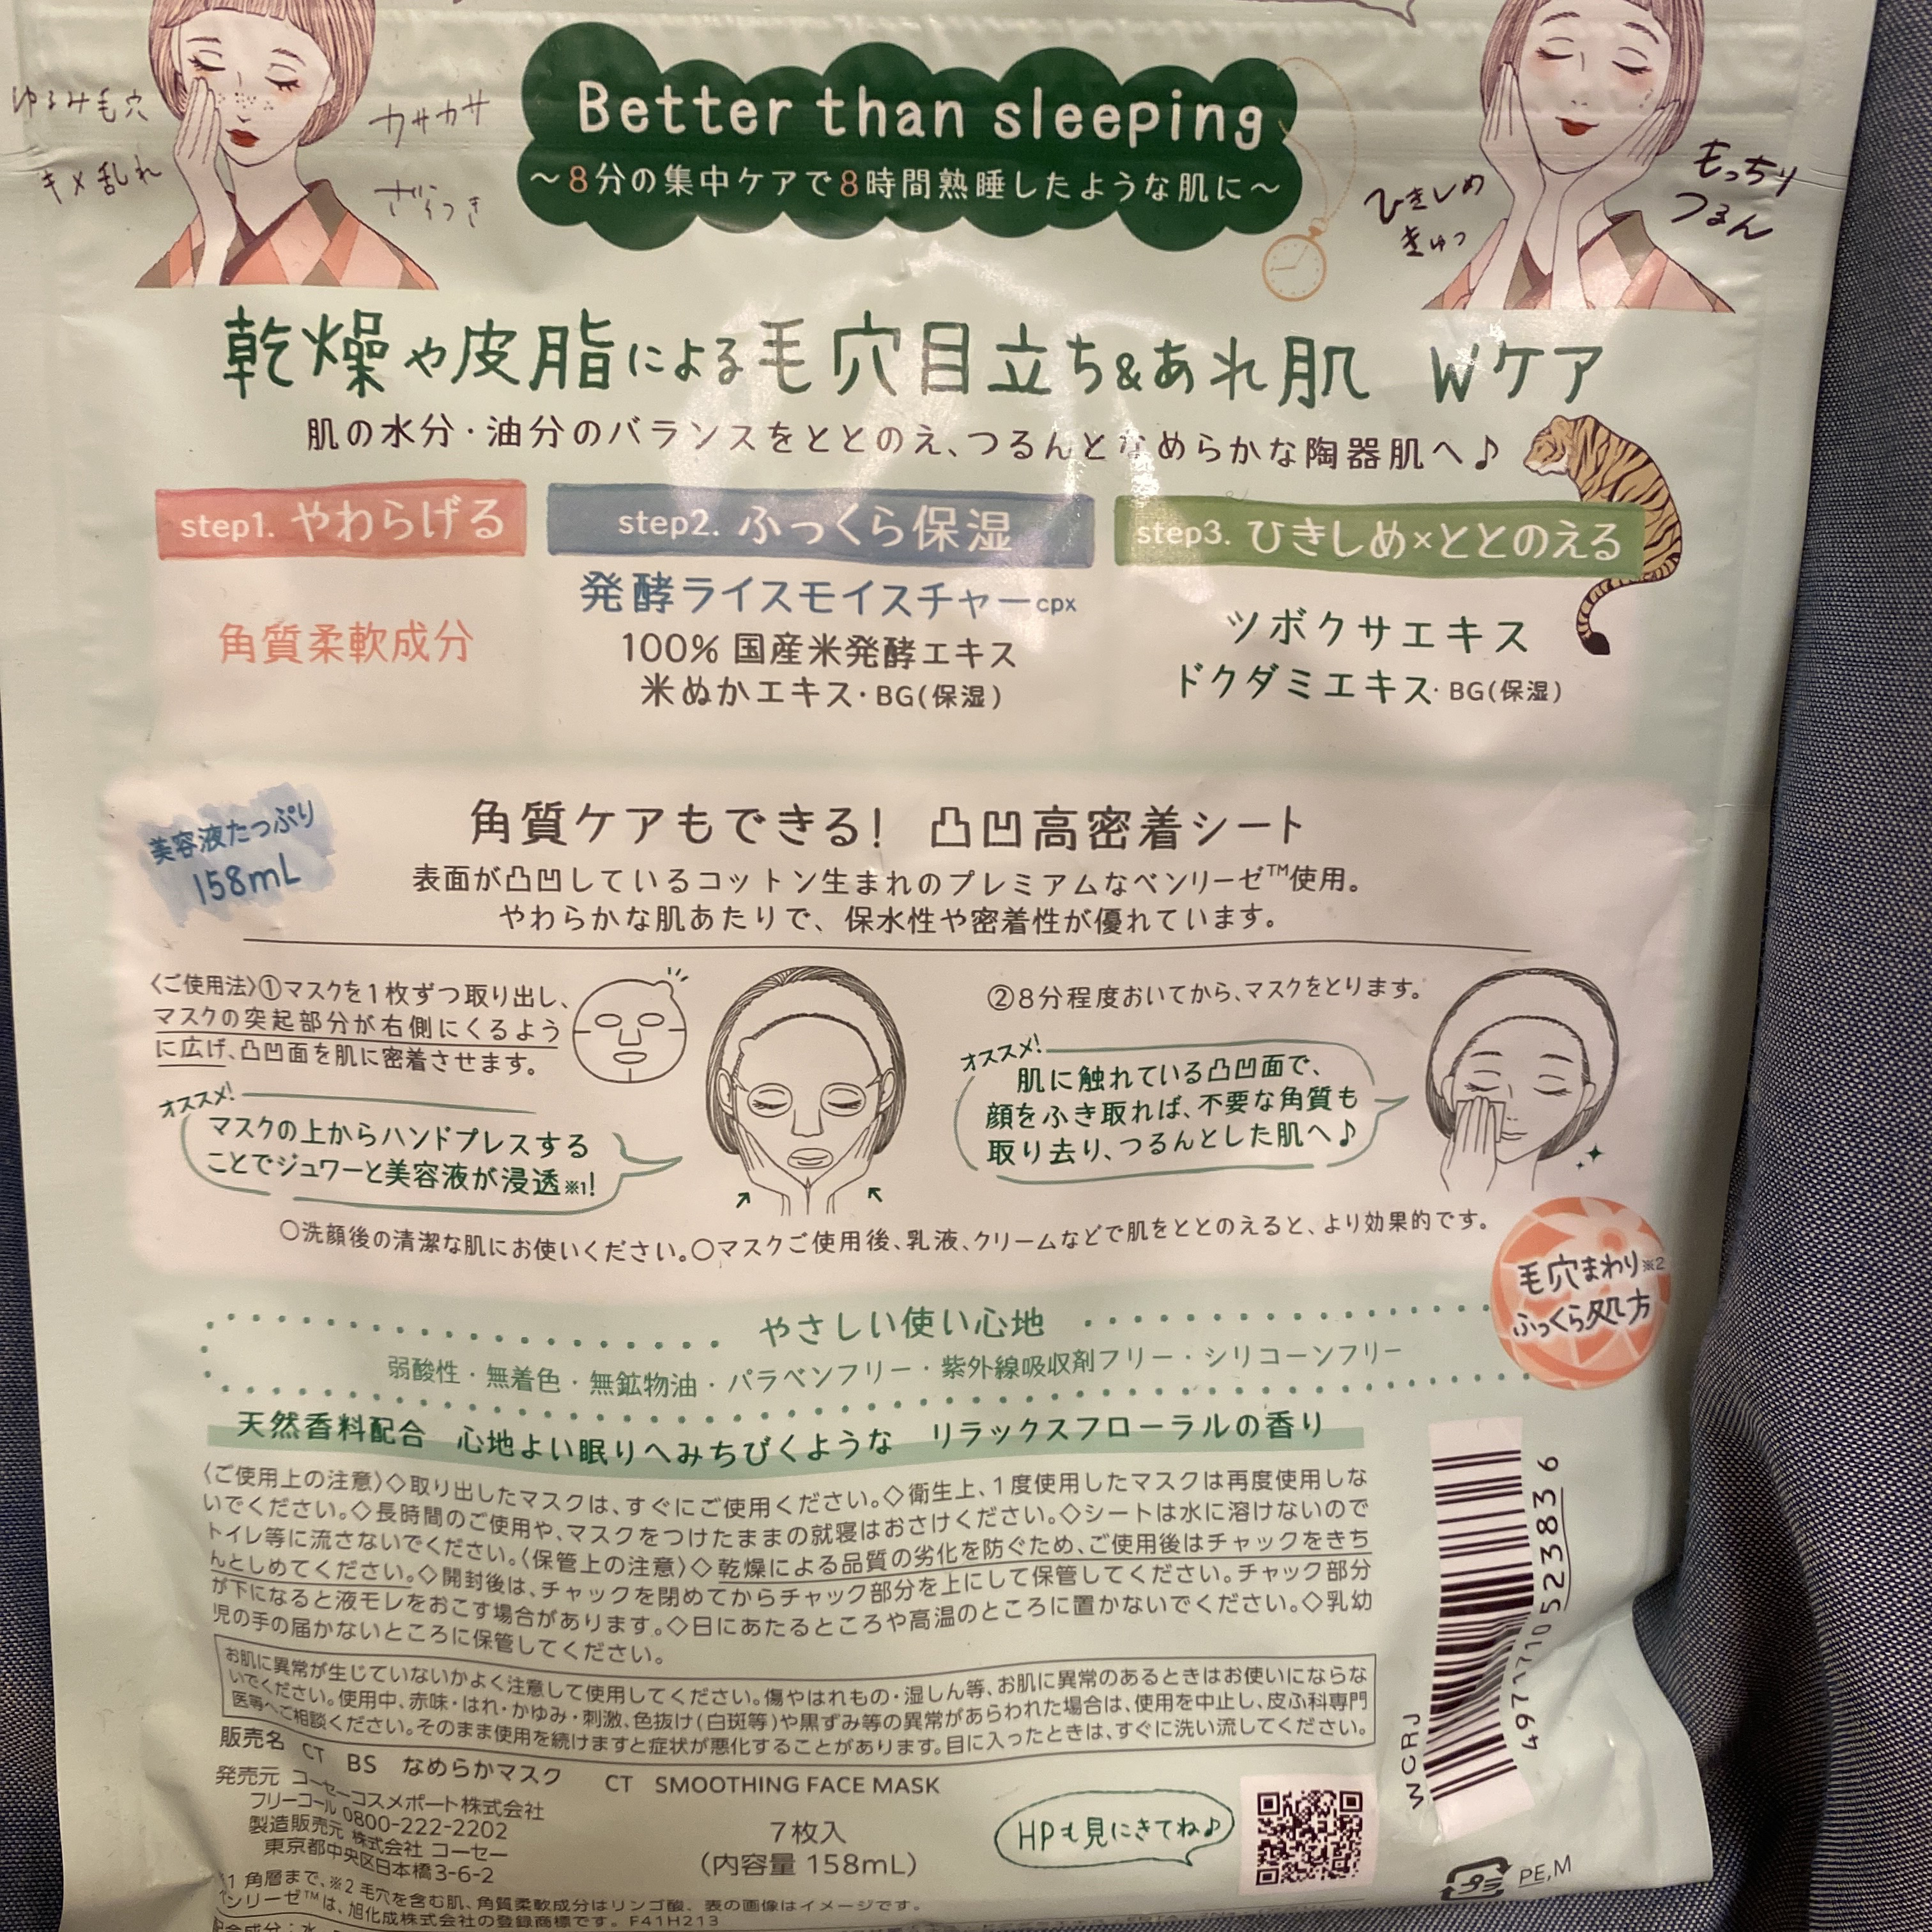 ゆるみ毛穴
キメ乱れ
カサカサ
ざらつき
Better than sleeping
〜8分の集中ケアで8時間熟睡したような肌に〜
ひきしめ
きゅっ
もっちり
つるん
乾燥や皮脂による毛穴目立ち&あれ肌 Wケア
肌の水分・油分のバランスをととのえ、つるんとなめらかな陶器肌へ♪
step1. やわらげる
角質柔軟成分
step2. ふっくら保湿
発酵ライスモイスチャーcpx
100% 国産米発酵エキス
米ぬかエキス・BG(保湿)
step3. ひきしめ×ととのえる
ツボクサエキス
ドクダミエキス・BG(保湿)
美容液たっぷり
158mL
角質ケアもできる! 凸凹高密着シート
表面が凸凹しているコットン生まれのプレミアムなベンリーゼ™使用。
やわらかな肌あたりで、保水性や密着性が優れています。
〈ご使用法〉①マスクを1枚ずつ取り出し、
マスクの突起部分が右側にくるよう
に広げ、凸凹面を肌に密着させます。
オススメ!
マスクの上からハンドプレスする
ことでジュワーと美容液が浸透※1!
②8分程度おいてから、マスクをとります。
オススメ!
肌に触れている凸凹面で、
顔をふき取れば、不要な角質も
取り去り、つるんとした肌へ♪
○洗顔後の清潔な肌にお使いください。○マスクご使用後、乳液、クリームなどで肌をととのえると、より効果的です。
毛穴まわり※2
ふっくら処方
やさしい使い心地
弱酸性・無着色・無鉱物油・パラベンフリー・紫外線吸収剤フリー・シリコーンフリー
天然香料配合 心地よい眠りへみちびくような リラックスフローラルの香り
〈ご使用上の注意〉◇取り出したマスクは、すぐにご使用ください。◇衛生上、1度使用したマスクは再度使用しな
いでください。◇長時間のご使用や、マスクをつけたままの就寝はおさけください。◇シートは水に溶けないので
トイレ等に流さないでください。〈保管上の注意〉◇乾燥による品質の劣化を防ぐため、ご使用後はチャックをきち
んとしめてください。◇開封後は、チャックを閉めてからチャック部分を上にして保管してください。チャック部分
が下になると液モレをおこす場合があります。◇日にあたるところや高温のところに置かないでください。◇乳幼
児の手の届かないところに保管してください。
お肌に異常が生じていないかよく注意して使用してください。傷やはれもの・湿しん等、お肌に異常のあるときはお使いにならな
いでください。使用中、赤味・はれ・かゆみ・刺激、色抜け(白斑等)や黒ずみ等の異常があらわれた場合は、使用を中止し、皮ふ科専門
医等へご相談ください。そのまま使用を続けますと症状が悪化することがあります。目に入ったときは、すぐに洗い流してください。
販売名 CT BS なめらかマスク CT SMOOTHING FACE MASK
発売元 コーセーコスメポート株式会社
フリーコール 0800-222-2202
製造販売元 株式会社 コーセー
東京都中央区日本橋3-6-2
7枚入
(内容量 158mL)
HPも見にきてね♪
WCRJ
4971710523836
PE,M
プラ
1 角層まで、※2 毛穴を含む肌、角質柔軟成分はリンゴ酸。表の画像はイメージです。
ンリーゼ™は、旭化成株式会社の登録商標です。F41H213
配合成分：水